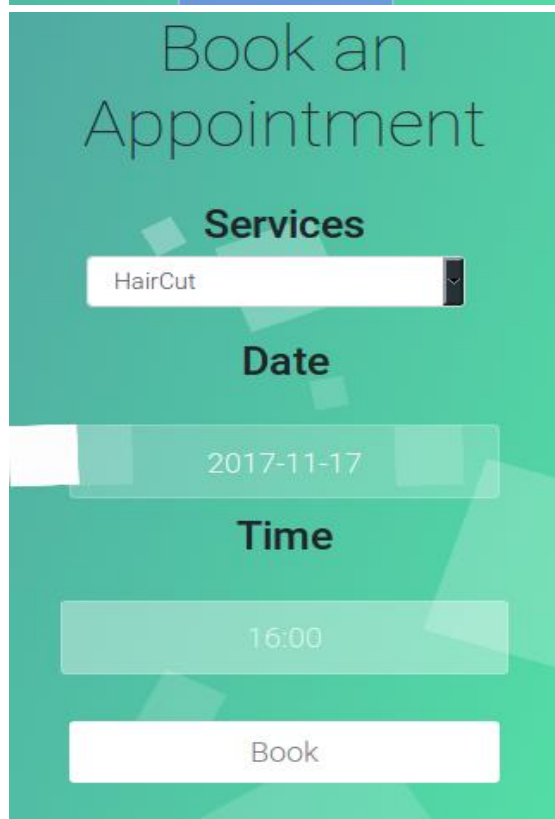 Book an
Appointment
Services
HairCut
Date
2017-11-17
Time
16:00
Book